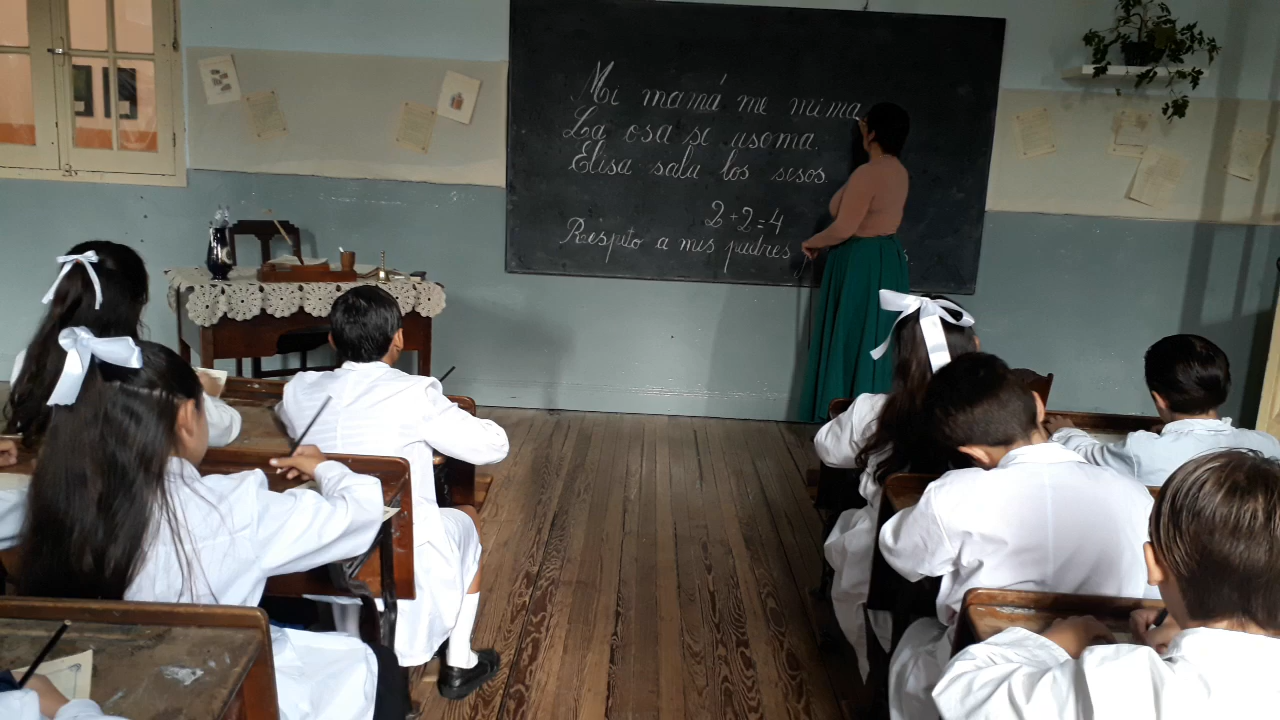 Mi mamá me mima
La osa se asoma.
Elisa sala los sesos.
2+2=4
Respeto a mis padres